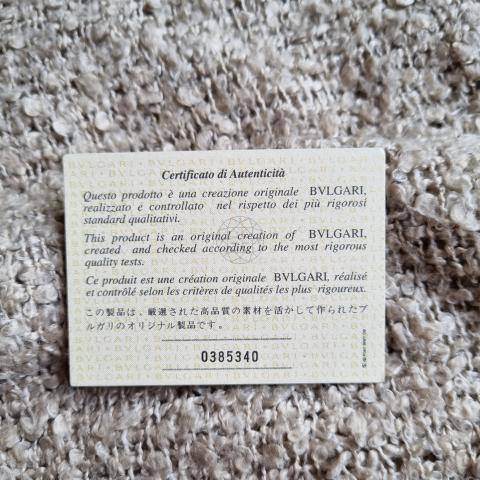 BVLGARI · BVLGARI · BVLGARI · BVLGARI
Certificato di Autenticità
Questo prodotto è una creazione originale BVLGARI,
realizzato e controllato nel rispetto dei più rigorosi
standard qualitativi.
This product is an original creation of BVLGARI,
created and checked according to the most rigorous
quality tests.
Ce produit est une création originale BVLGARI, réalisé
et contrôlé selon les critères de qualités les plus rigoureux.
この製品は、厳選された高品質の素材を活かして作られたブ
ルガリのオリジナル製品です。
0385340